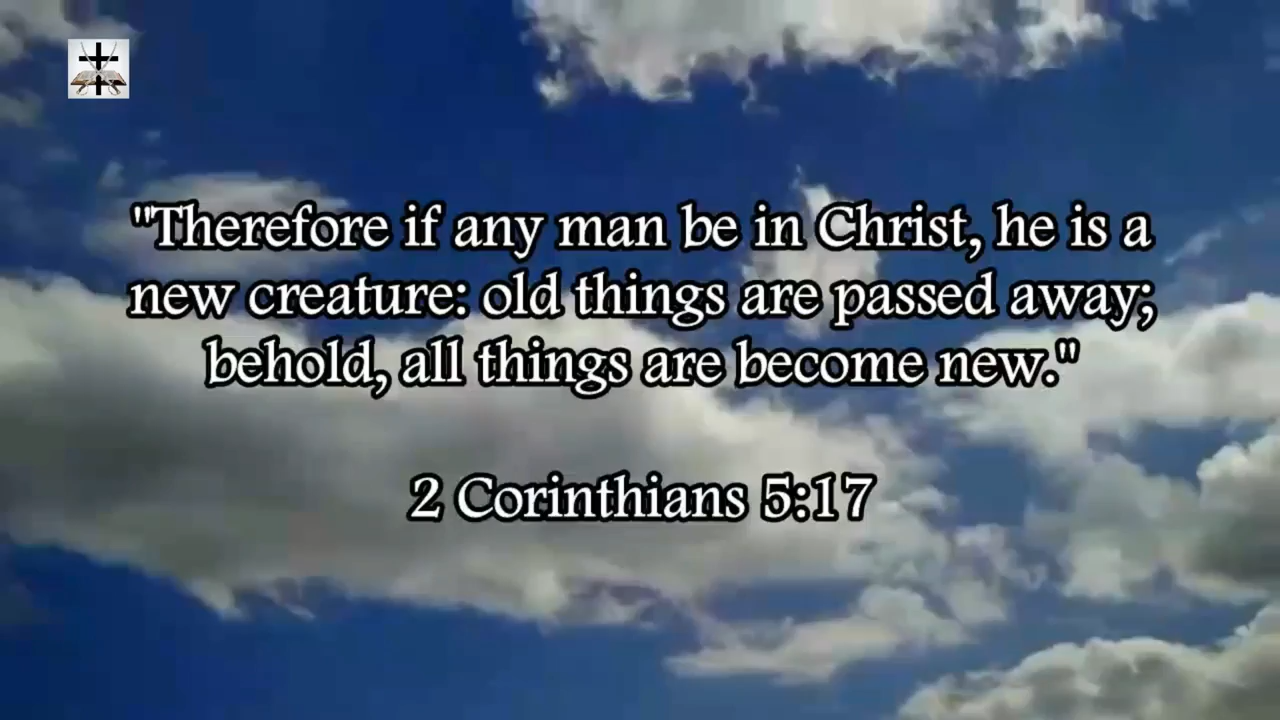 "Therefore if any man be in Christ, he is a
new creature: old things are passed away;
behold, all things are become new."
2 Corinthians 5:17